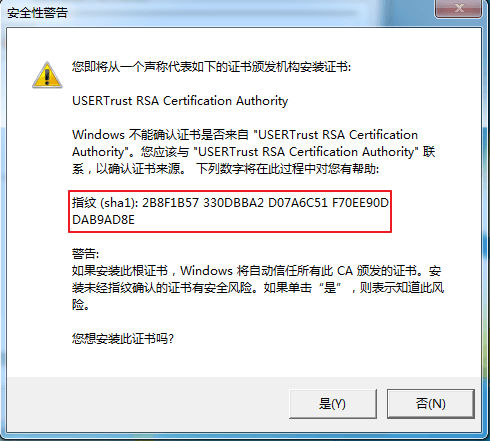 安全性警告
您即将从一个声称代表如下的证书颁发机构安装证书:
USERTrust RSA Certification Authority
Windows 不能确认证书是否来自 "USERTrust RSA Certification
Authority"。您应该与 "USERTrust RSA Certification Authority" 联
系，以确认证书来源。 下列数字将在此过程中对您有帮助:
指纹 (sha1): 2B8F1B57 330DBBA2 D07A6C51 F70EE90D
DAB9AD8E
警告:
如果安装此根证书，Windows 将自动信任所有此 CA 颁发的证书。安
装未经指纹确认的证书有安全风险。如果单击“是”，则表示知道此风
险。
您想安装此证书吗?
是(Y)
否(N)